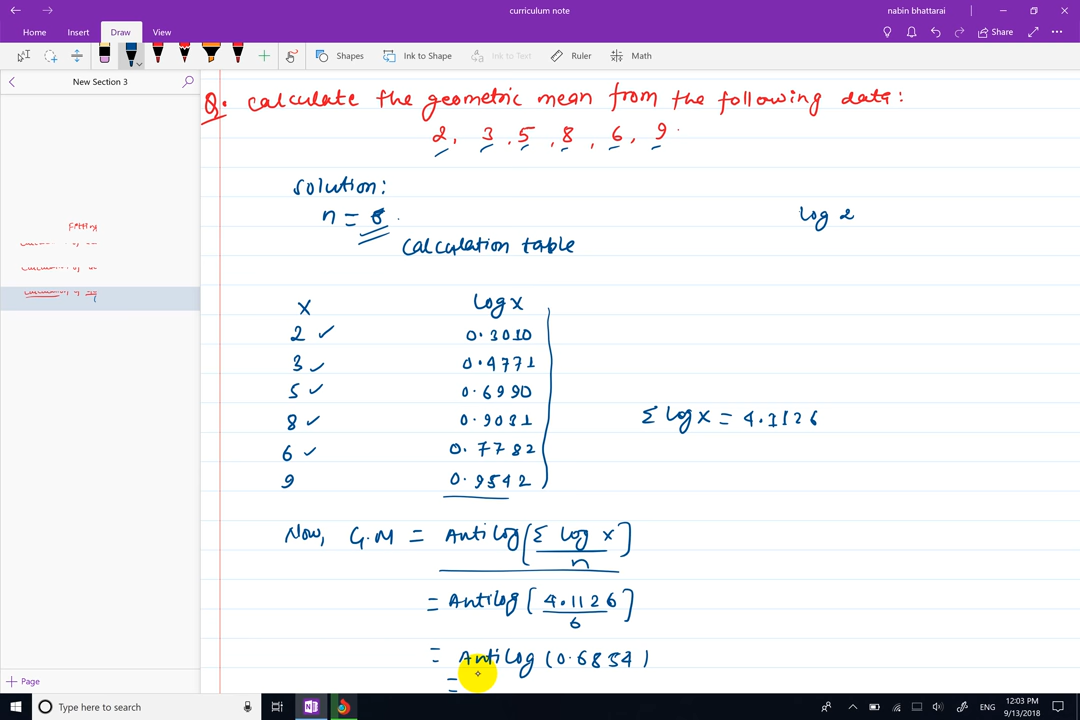 curriculum note
nabin bhattarai
Home Insert Draw View
Share
Shapes Ink to Shape Ink to Text Ruler Math
New Section 3
Q. Calculate the geometric mean from the following data:
2, 3, 5, 8, 6, 9.
Solution:
n = 6.
log 2
Calculation table
X log x
2 ✓ 0.3010
3 ✓ 0.4771
5 ✓ 0.6990
8 ✓ 0.9031
Σ log x = 4.1126
6 ✓ 0.7782
9 0.9542
Now, G.M = Antilog [Σ log x / n]
= Antilog [4.1126 / 6]
= Antilog (0.6854)
=
+ Page
Type here to search
12:03 PM
9/13/2018